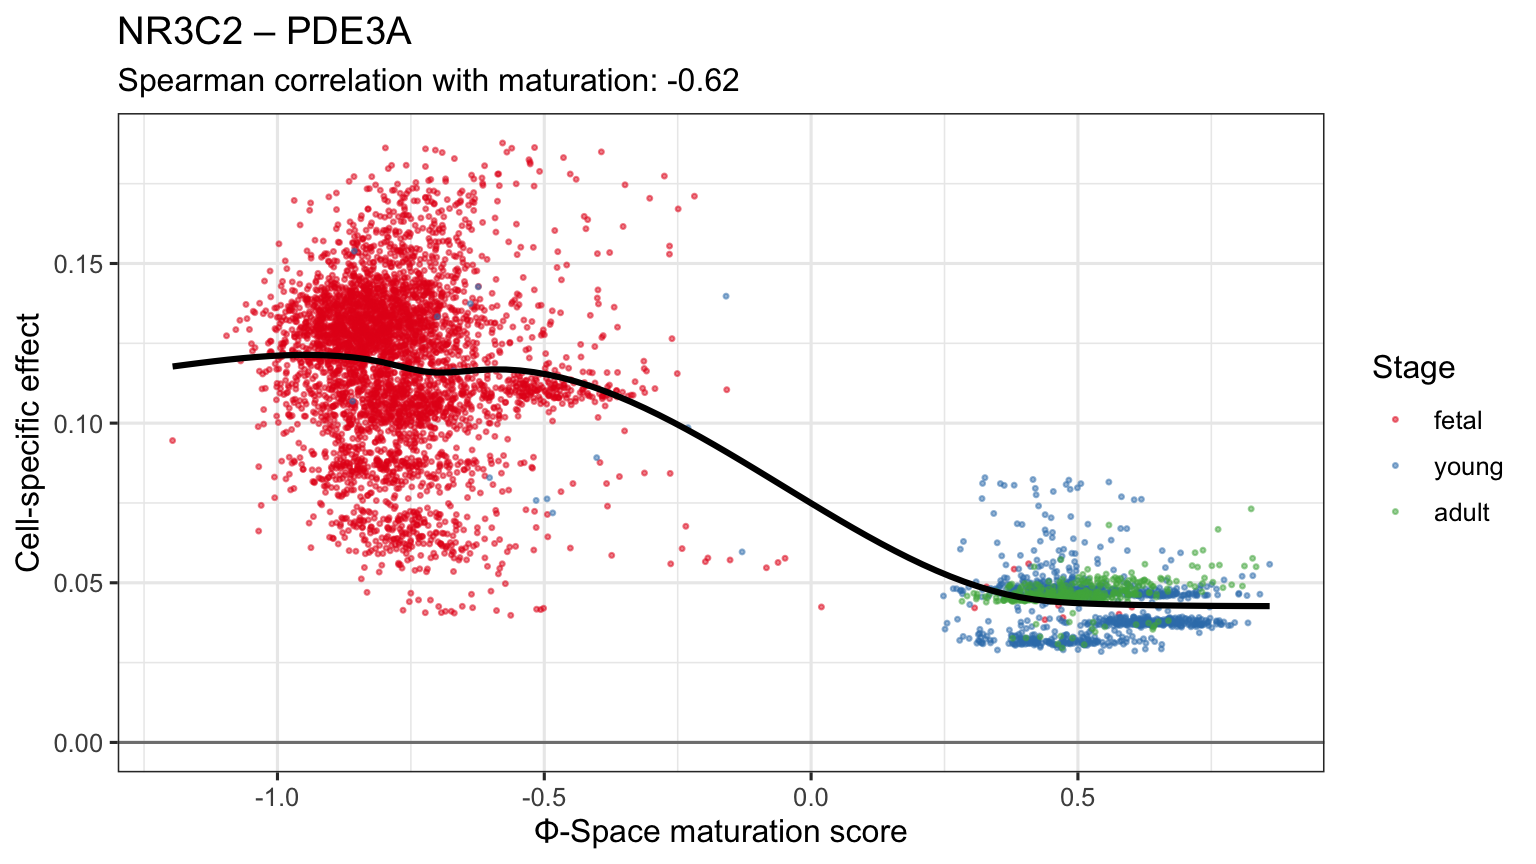 NR3C2 – PDE3A
Spearman correlation with maturation: -0.62
Cell-specific effect
0.15
0.10
0.05
0.00
-1.0
-0.5
0.0
0.5
Φ-Space maturation score
Stage
fetal
young
adult